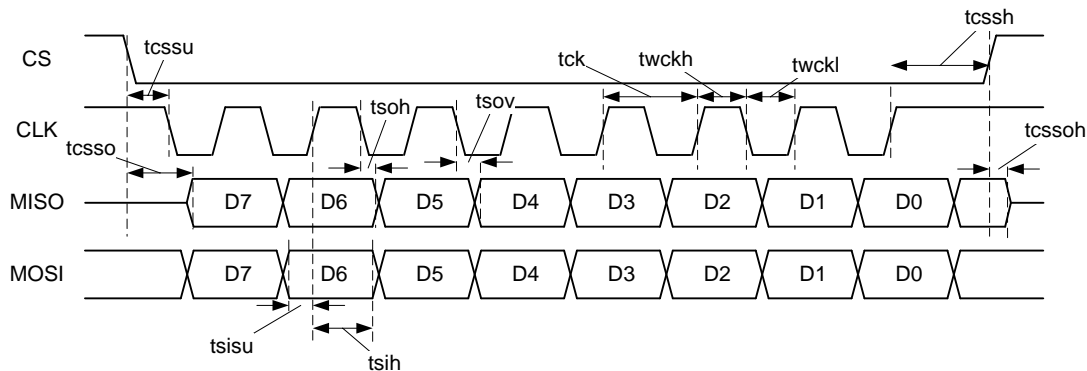 tcssh
tcssu
CS
tck
twckh
twckl
tsoh
tsov
CLK
tcsso
tcssoh
MISO
D7
D6
D5
D4
D3
D2
D1
D0
MOSI
D7
D6
D5
D4
D3
D2
D1
D0
tsisu
tsih